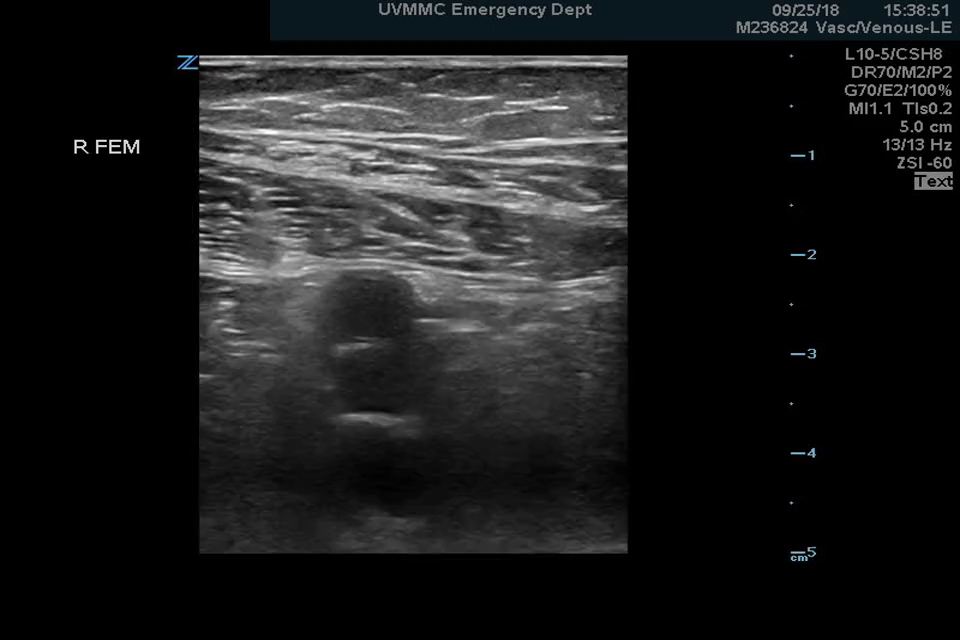 UVMMC Emergency Dept
09/25/18 15:38:51
M236824 Vasc/Venous-LE
L10-5/CSH8
DR70/M2/P2
G70/E2/100%
MI1.1 TIs0.2
5.0 cm
13/13 Hz
ZSI -60
Text
Z
R FEM
1
2
3
4
5
cm